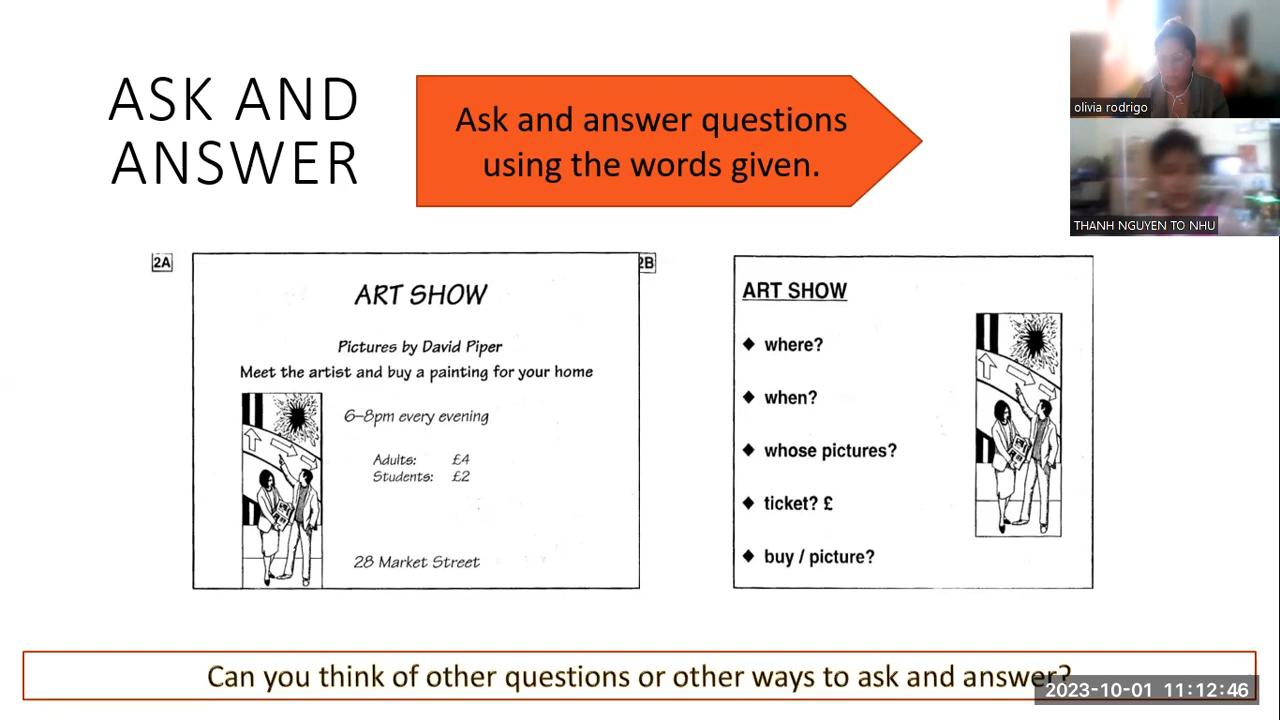 ASK AND
ANSWER
Ask and answer questions
using the words given.
olivia rodrigo
THANH NGUYEN TO NHU
2A
ART SHOW
Pictures by David Piper
Meet the artist and buy a painting for your home
6–8pm every evening
Adults: £4
Students: £2
28 Market Street
2B
ART SHOW
◆ where?
◆ when?
◆ whose pictures?
◆ ticket? £
◆ buy / picture?
Can you think of other questions or other ways to ask and answer?
2023-10-01 11:12:46